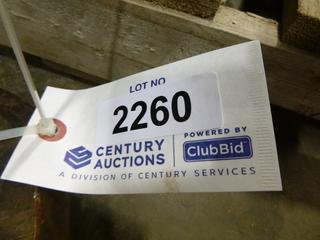 LOT NO
2260
CENTURY
AUCTIONS
POWERED BY
ClubBid
A DIVISION OF CENTURY SERVICES